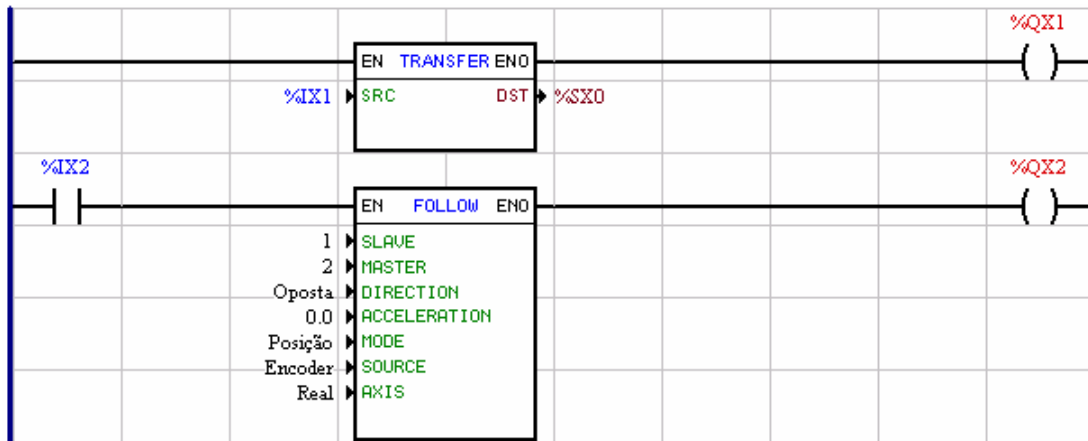 %QX1
EN TRANSFER ENO
%IX1 SRC DST %SX0
%IX2 %QX2
EN FOLLOW ENO
1 SLAVE
2 MASTER
Oposta DIRECTION
0.0 ACCELERATION
Posição MODE
Encoder SOURCE
Real AXIS